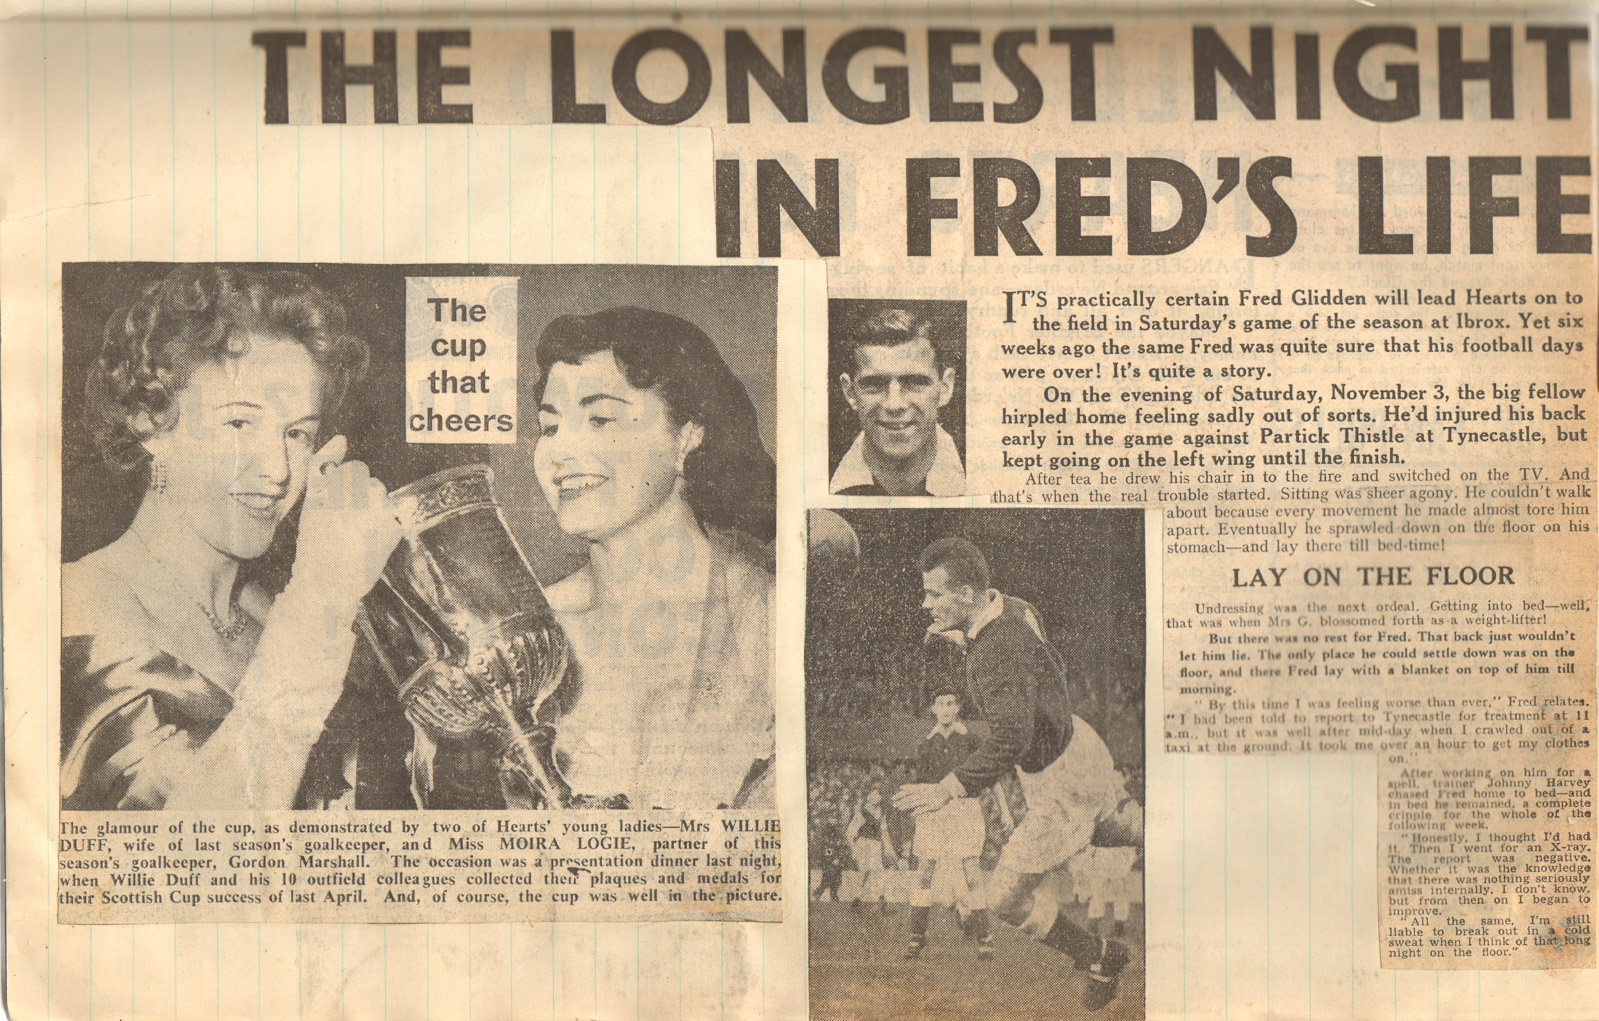 THE LONGEST NIGHT
IN FRED'S LIFE
The
cup
that
cheers
The glamour of the cup, as demonstrated by two of Hearts' young ladies—Mrs WILLIE
DUFF, wife of last season's goalkeeper, and Miss MOIRA LOGIE, partner of this
season's goalkeeper, Gordon Marshall. The occasion was a presentation dinner last night,
when Willie Duff and his 10 outfield colleagues collected their plaques and medals for
their Scottish Cup success of last April. And, of course, the cup was well in the picture.
IT'S practically certain Fred Glidden will lead Hearts on to
the field in Saturday's game of the season at Ibrox. Yet six
weeks ago the same Fred was quite sure that his football days
were over! It's quite a story.
On the evening of Saturday, November 3, the big fellow
hirpled home feeling sadly out of sorts. He'd injured his back
early in the game against Partick Thistle at Tynecastle, but
kept going on the left wing until the finish.
After tea he drew his chair in to the fire and switched on the TV. And
that's when the real trouble started. Sitting was sheer agony. He couldn't walk
about because every movement he made almost tore him
apart. Eventually he sprawled down on the floor on his
stomach—and lay there till bed-time!
LAY ON THE FLOOR
Undressing was the next ordeal. Getting into bed—well,
that was when Mrs G. blossomed forth as a weight-lifter!
But there was no rest for Fred. That back just wouldn't
let him lie. The only place he could settle down was on the
floor, and there Fred lay with a blanket on top of him till
morning.
"By this time I was feeling worse than ever," Fred relates.
"I had been told to report to Tynecastle for treatment at 11
a.m., but it was well after mid-day when I crawled out of a
taxi at the ground. It took me over an hour to get my clothes
on."
After working on him for a
spell, trainer Johnny Harvey
chased Fred home to bed—and
in bed he remained, a complete
cripple for the whole of the
following week.
"Honestly, I thought I'd had
it. Then I went for an X-ray.
The report was negative.
Whether it was the knowledge
that there was nothing seriously
amiss internally, I don't know,
but from then on I began to
improve.
"All the same, I'm still
liable to break out in a cold
sweat when I think of that long
night on the floor."